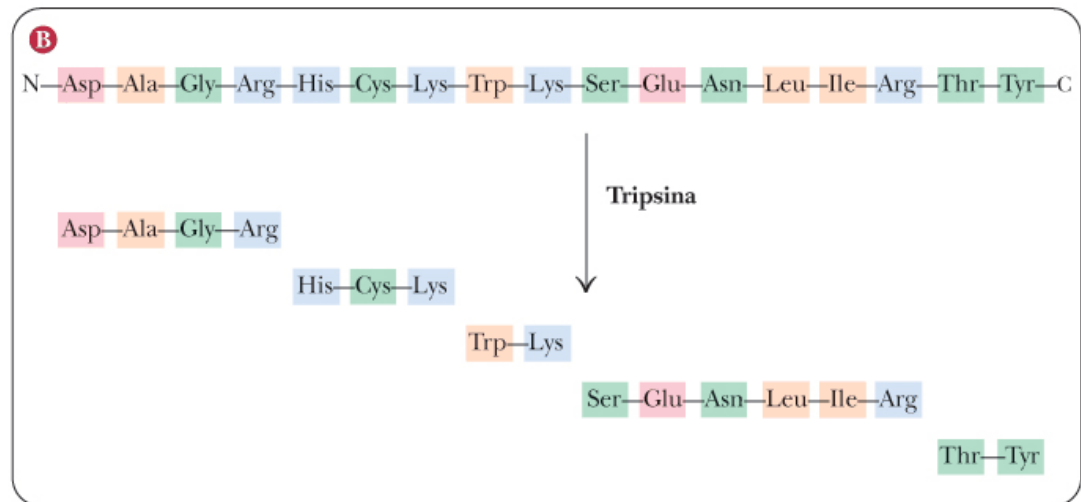 B
N—Asp—Ala—Gly—Arg—His—Cys—Lys—Trp—Lys—Ser—Glu—Asn—Leu—Ile—Arg—Thr—Tyr—C
Tripsina
Asp—Ala—Gly—Arg
His—Cys—Lys
Trp—Lys
Ser—Glu—Asn—Leu—Ile—Arg
Thr—Tyr